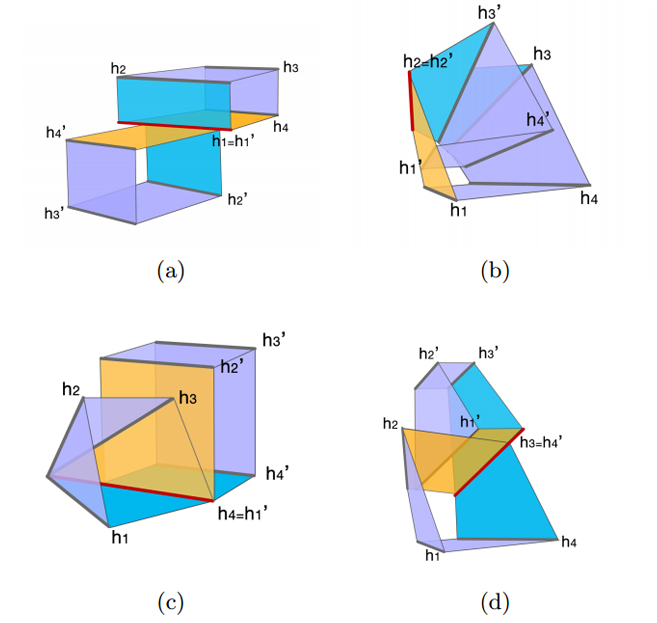 h2
h3
h4'
h1=h1'
h4
h3'
h2'
(a)
h3'
h2=h2'
h3
h4'
h1'
h1
h4
(b)
h3'
h2'
h2
h3
h4'
h4=h1'
h1
(c)
h2'
h3'
h2
h1'
h3=h4'
h4
h1
(d)